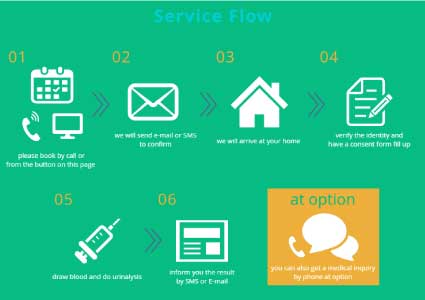 Service Flow
01
02
03
04
please book by call or
from the button on this page
we will send e-mail or SMS
to confirm
we will arrive at your home
verify the identity and
have a consent form fill up
05
06
at option
draw blood and do urinalysis
inform you the result
by SMS or E-mail
you can also get a medical inquiry
by phone at option